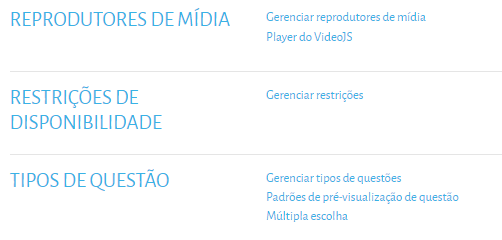 REPRODUTORES DE MÍDIA
Gerenciar reprodutores de mídia
Player do VideoJS
RESTRIÇÕES DE
DISPONIBILIDADE
Gerenciar restrições
TIPOS DE QUESTÃO
Gerenciar tipos de questões
Padrões de pré-visualização de questão
Múltipla escolha